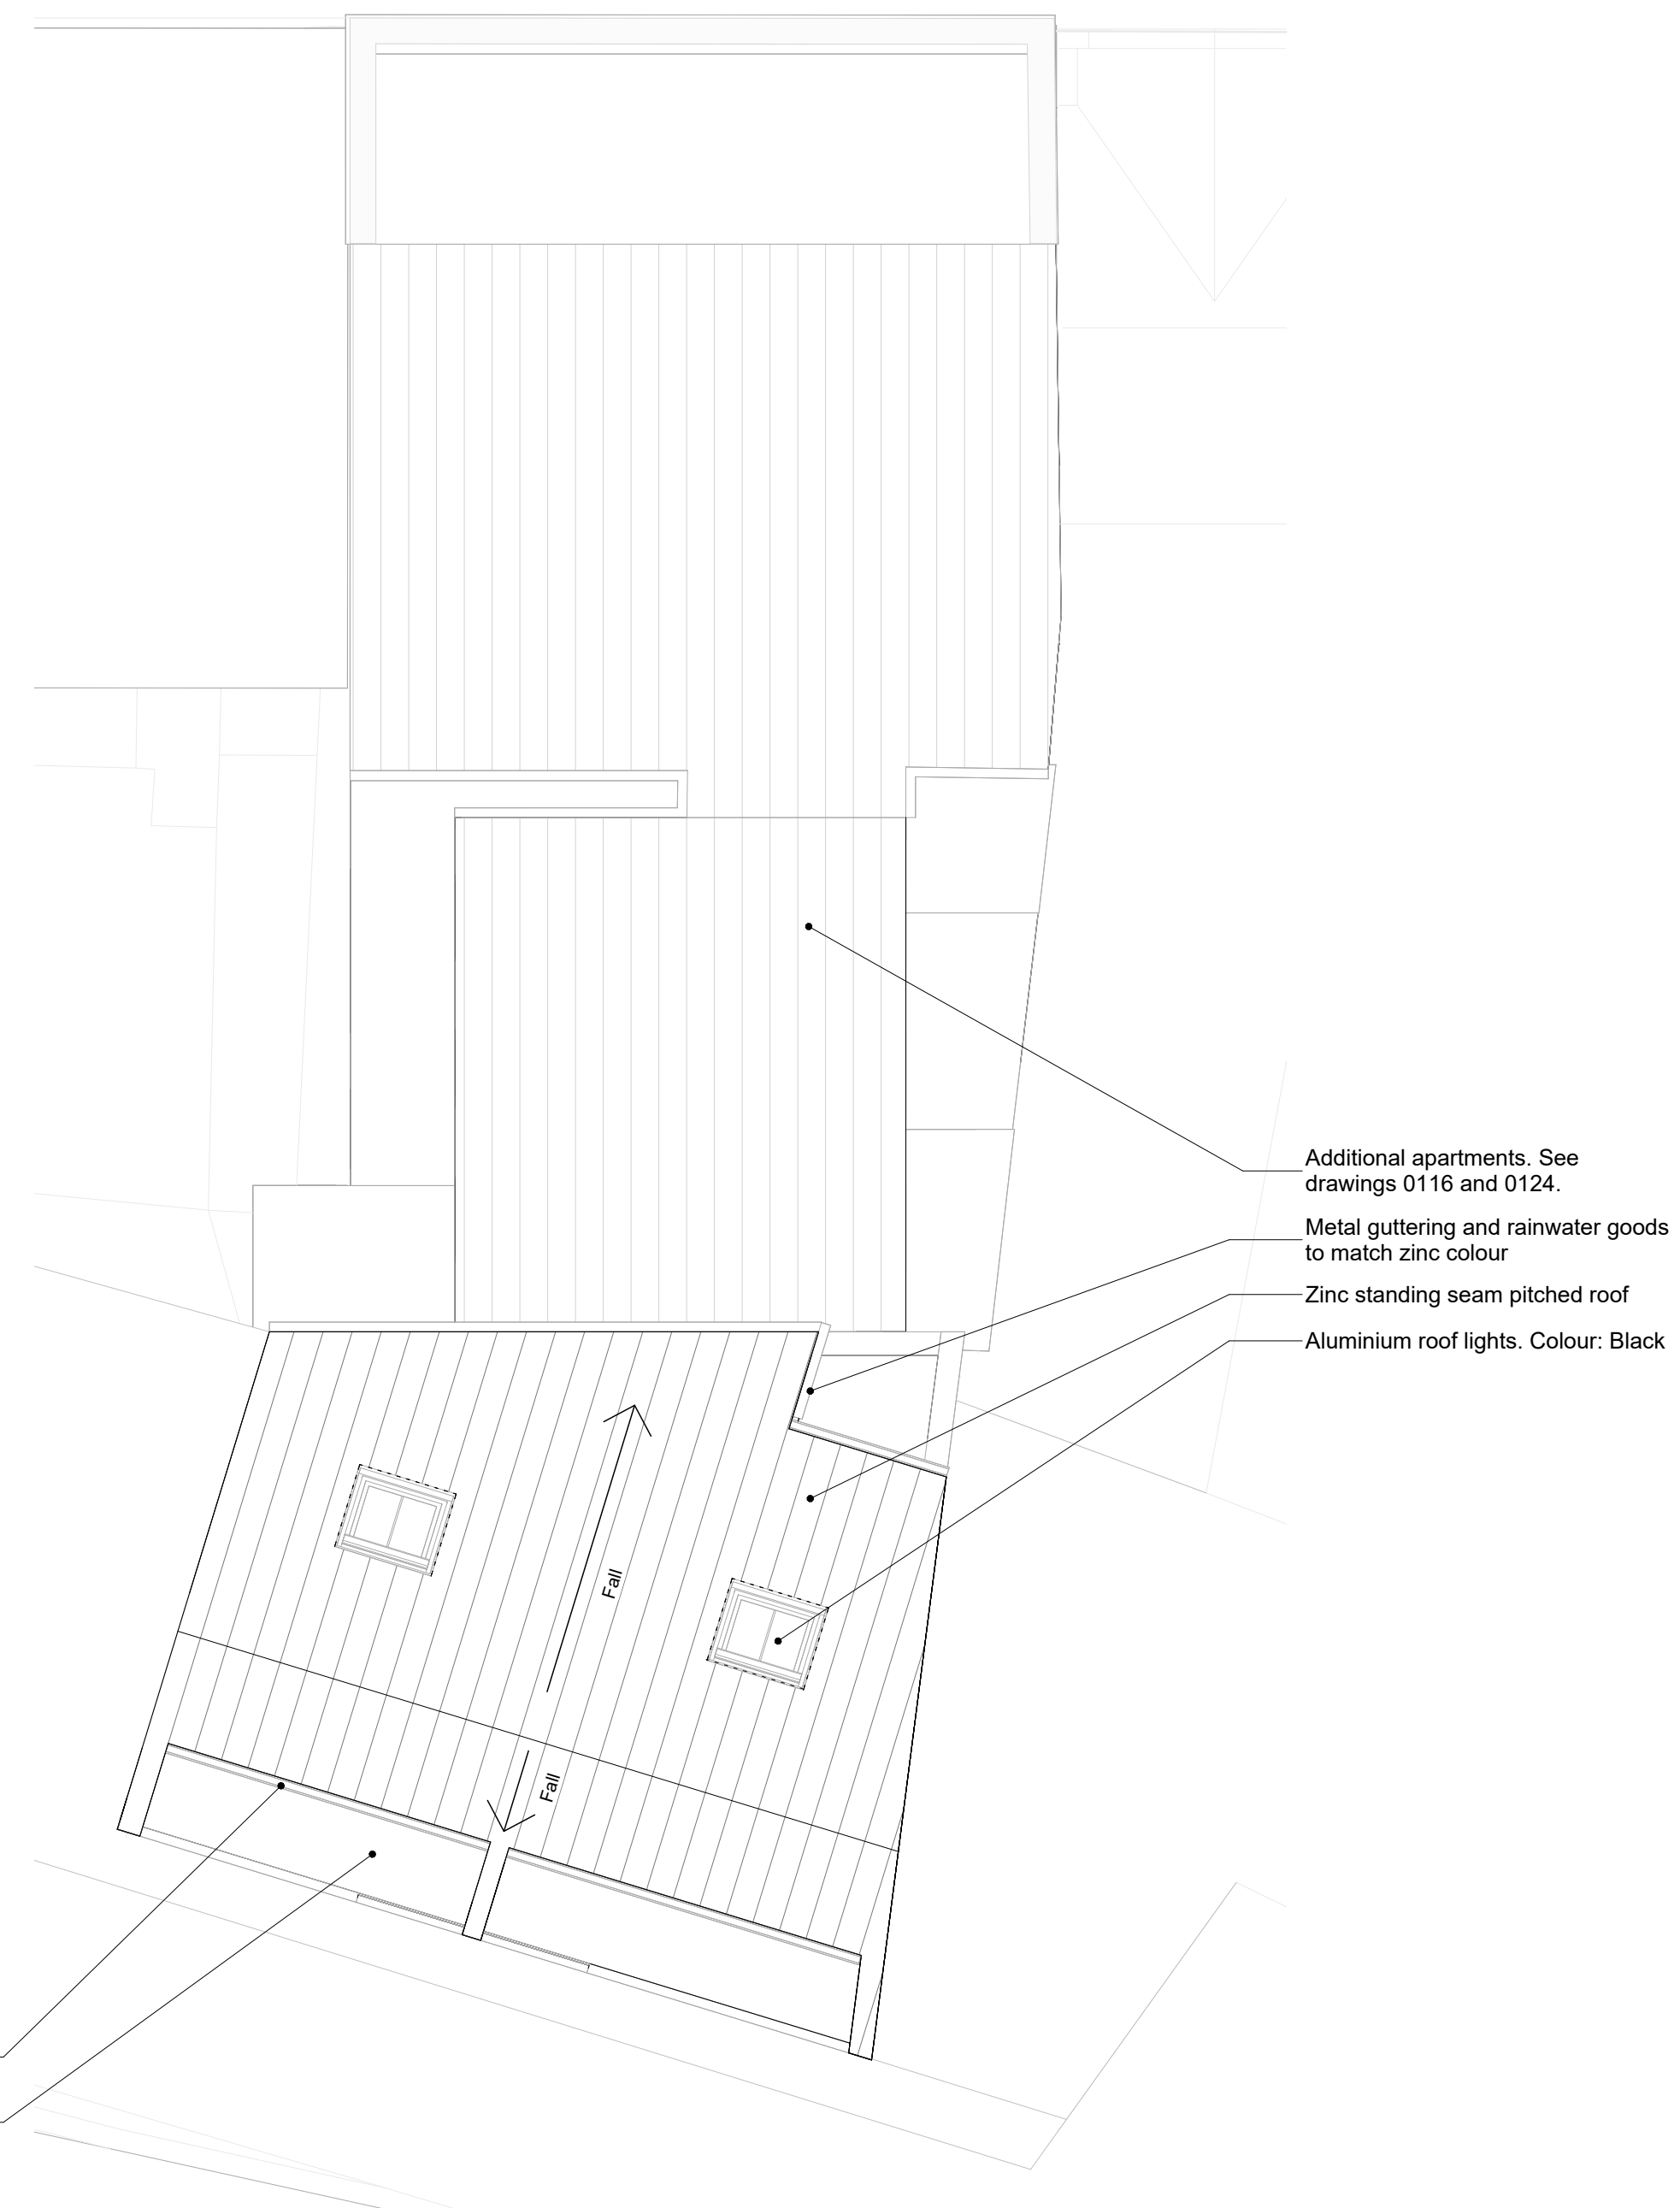 Additional apartments. See
drawings 0116 and 0124.
Metal guttering and rainwater goods
to match zinc colour
Zinc standing seam pitched roof
Aluminium roof lights. Colour: Black
Fall
Fall